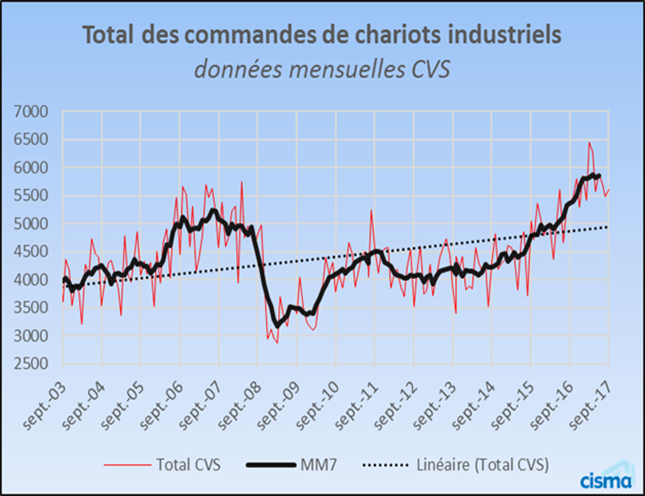 Total des commandes de chariots industriels
données mensuelles CVS
7000
6500
6000
5500
5000
4500
4000
3500
3000
2500
sept.-03
sept.-04
sept.-05
sept.-06
sept.-07
sept.-08
sept.-09
sept.-10
sept.-11
sept.-12
sept.-13
sept.-14
sept.-15
sept.-16
sept.-17
Total CVS
MM7
Linéaire (Total CVS)
cisma